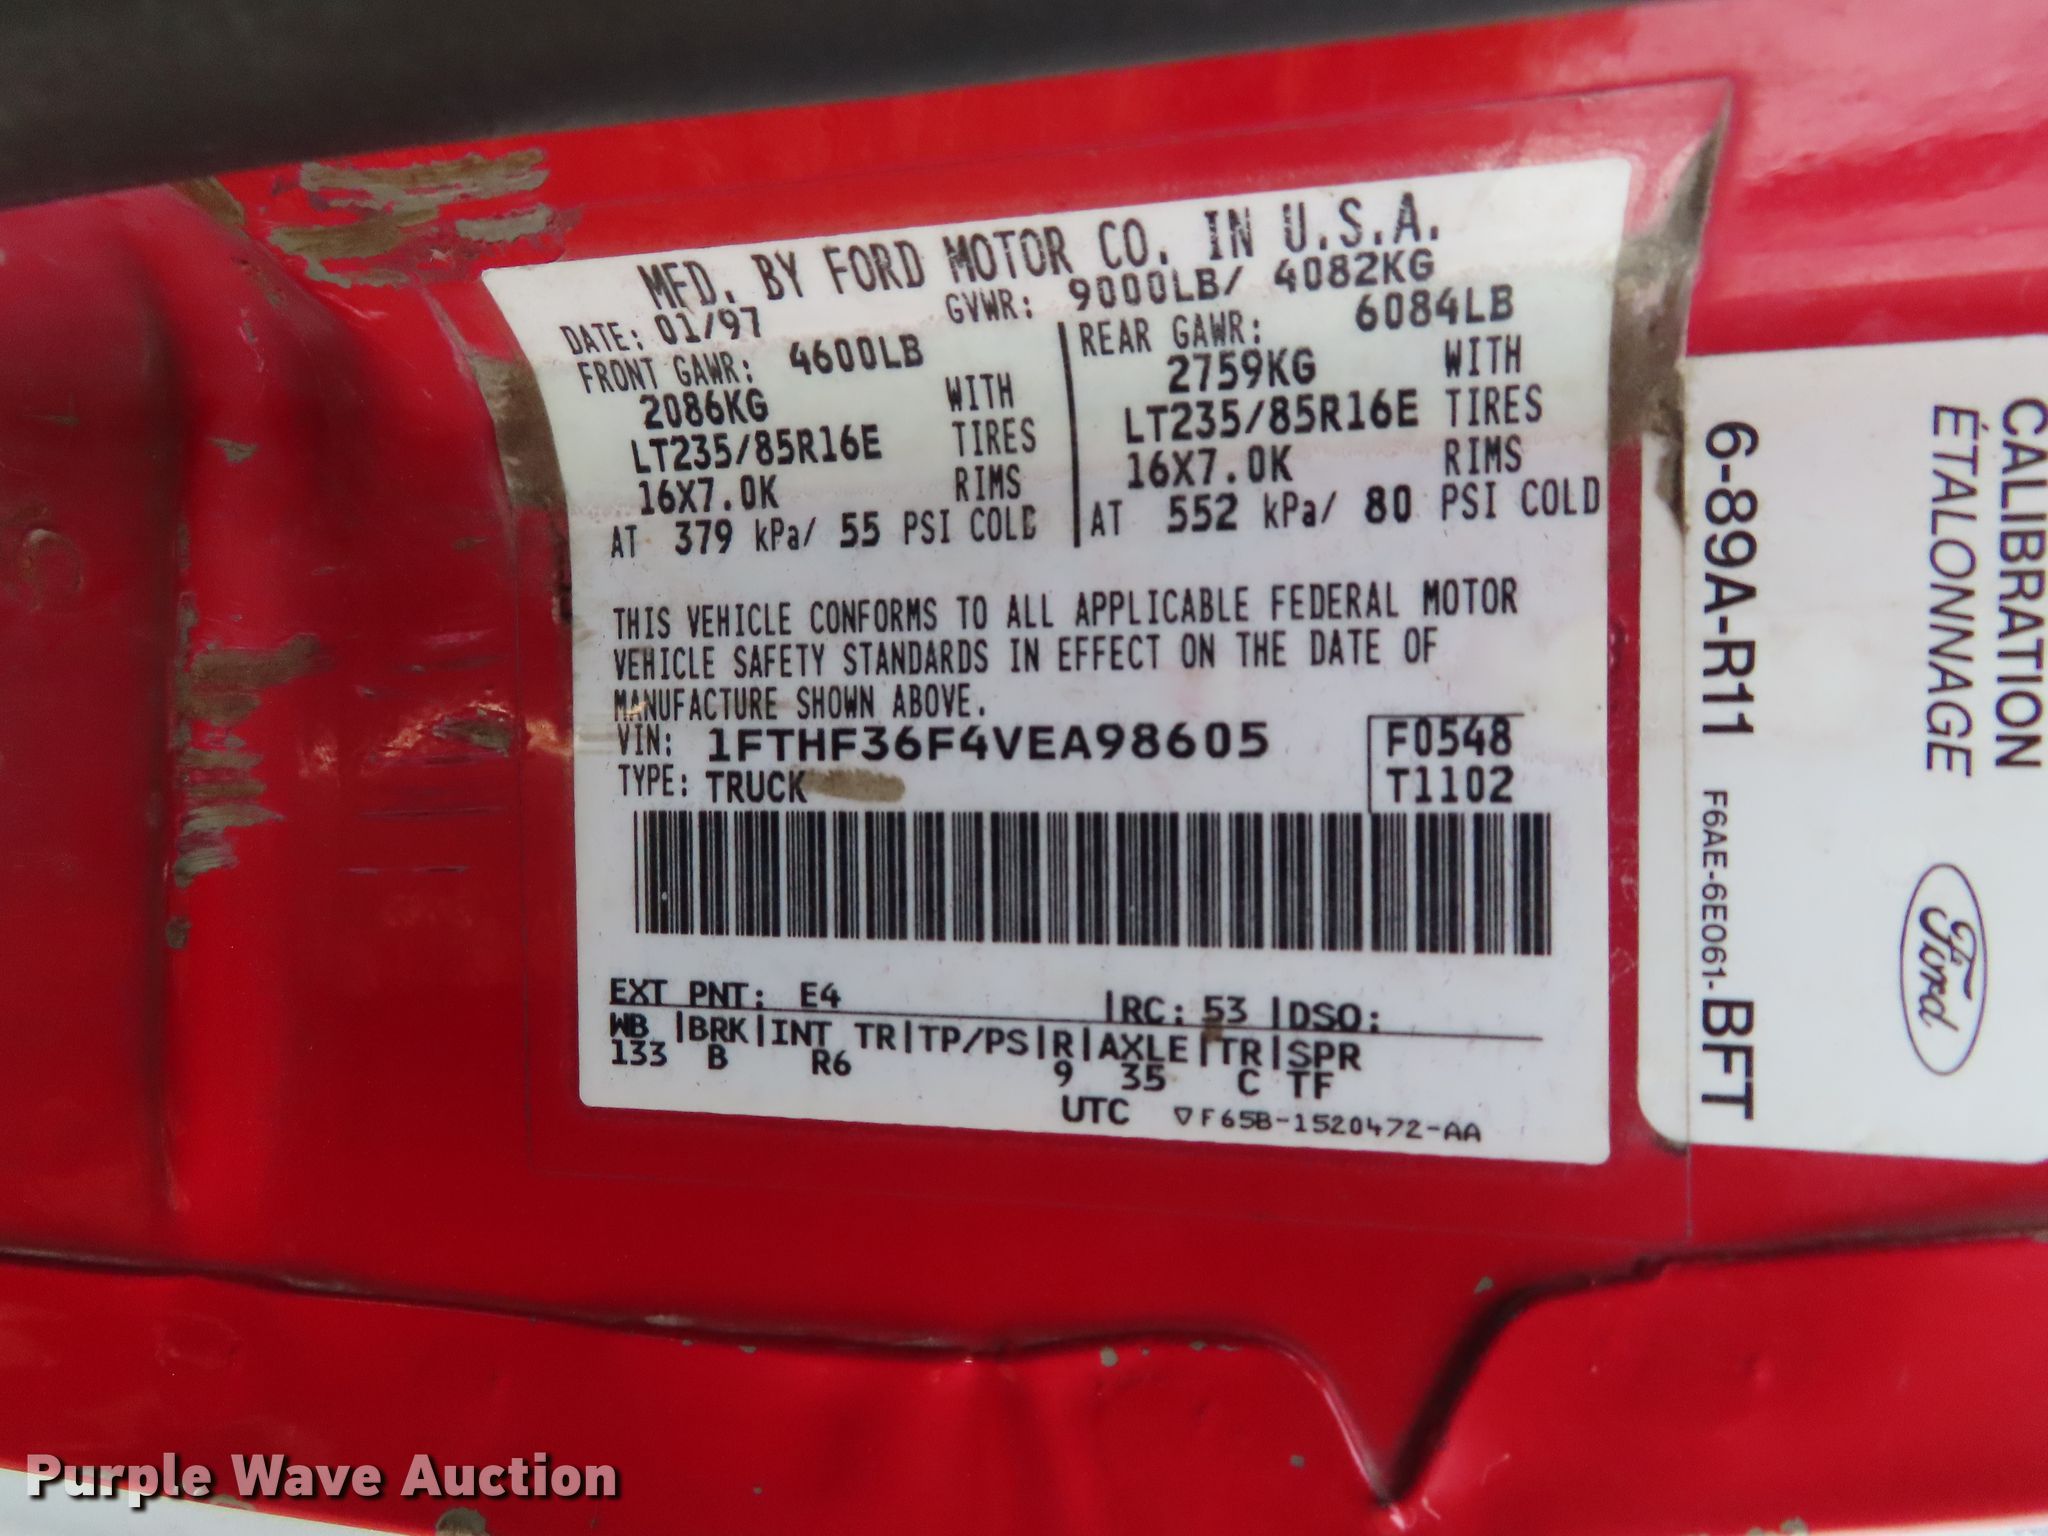 MFD. BY FORD MOTOR CO. IN U.S.A.
DATE: 01/97 GVWR: 9000LB/ 4082KG
FRONT GAWR: 4600LB
2086KG WITH
LT235/85R16E TIRES
16X7.0K RIMS
AT 379 kPa/ 55 PSI COLD
REAR GAWR: 6084LB
2759KG WITH
LT235/85R16E TIRES
16X7.0K RIMS
AT 552 kPa/ 80 PSI COLD
THIS VEHICLE CONFORMS TO ALL APPLICABLE FEDERAL MOTOR
VEHICLE SAFETY STANDARDS IN EFFECT ON THE DATE OF
MANUFACTURE SHOWN ABOVE.
VIN: 1FTHF36F4VEA98605 F0548
TYPE: TRUCK T1102
EXT PNT: E4 |RC: 53 |DSO:
WB |BRK|INT TR|TP/PS|R|AXLE|TR|SPR
133 B R6 9 35 C TF
UTC ▽F65B-1520472-AA
CALIBRATION
ÉTALONNAGE
Ford
6-89A-R11 F6AE-6E061-BFT
Purple Wave Auction